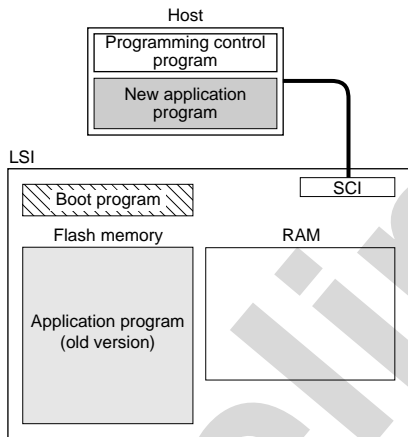 Host
Programming control
program
New application
program
LSI
SCI
Boot program
Flash memory
RAM
Application program
(old version)